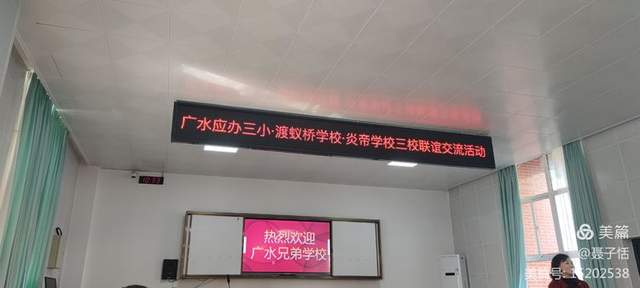 广水应办三小·渡蚁桥学校·炎帝学校三校联谊交流活动
热烈欢迎
广水兄弟学校
美篇
@聂子恬